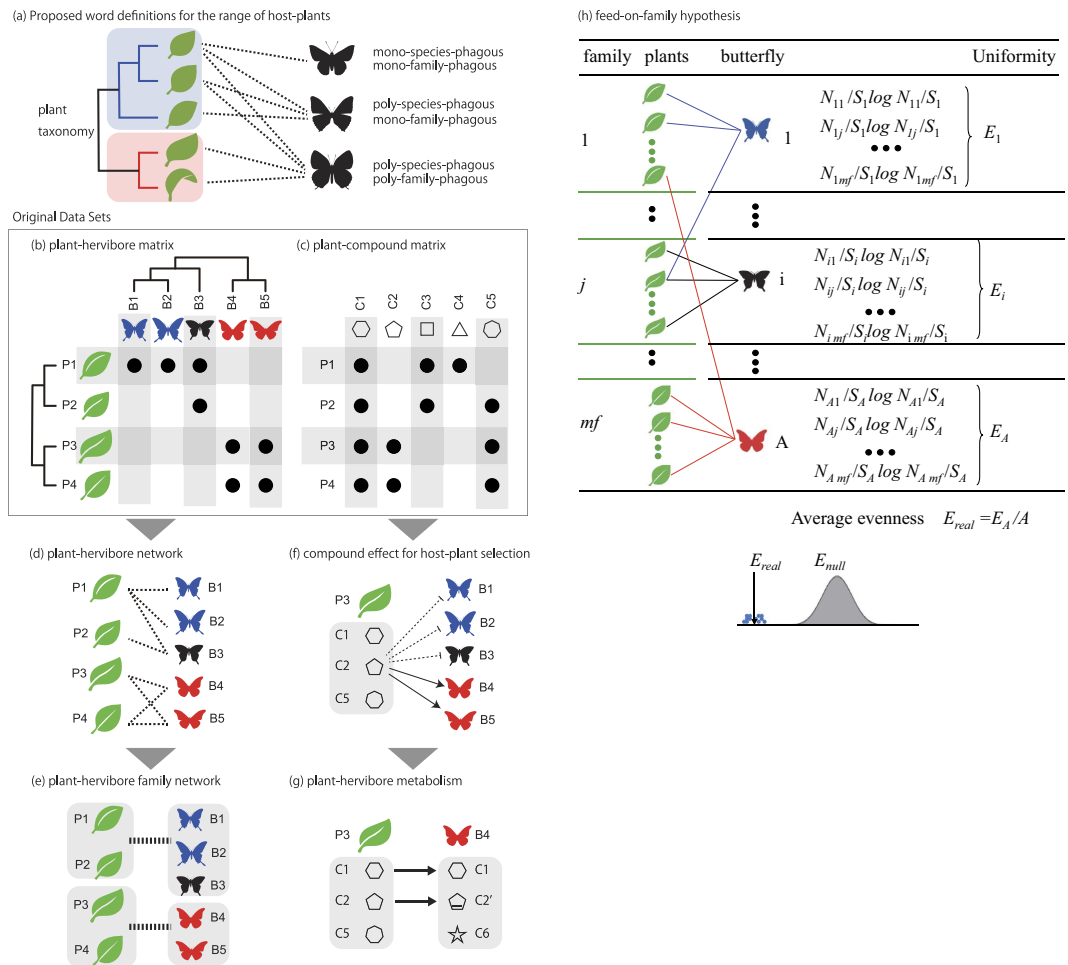 (a) Proposed word definitions for the range of host-plants
plant
taxonomy
mono-species-phagous
mono-family-phagous
poly-species-phagous
mono-family-phagous
poly-species-phagous
poly-family-phagous
Original Data Sets
(b) plant-hervibore matrix
B1 B2 B3 B4 B5
P1
P2
P3
P4
(c) plant-compound matrix
C1 C2 C3 C4 C5
P1
P2
P3
P4
(d) plant-hervibore network
P1 B1
B2
P2 B3
P3 B4
P4 B5
(f) compound effect for host-plant selection
P3
C1
C2
C5
B1
B2
B3
B4
B5
(e) plant-hervibore family network
P1 B1
B2
P2 B3
P3 B4
P4 B5
(g) plant-hervibore metabolism
P3 B4
C1 C1
C2 C2'
C5 C6
(h) feed-on-family hypothesis
family plants butterfly Uniformity
1 1
N11/S1log N11/S1
N1j/S1log N1j/S1
N1mf/S1log N1mf/S1
E1
j i
Ni1/Si log Ni1/Si
Nij/Si log Nij/Si
Ni mf/Silog Ni mf/Si
Ei
mf A
NA1/SA log NA1/SA
NAj/SA log NAj/SA
NA mf/SA log NA mf/SA
EA
Average evenness Ereal =EA/A
Ereal Enull